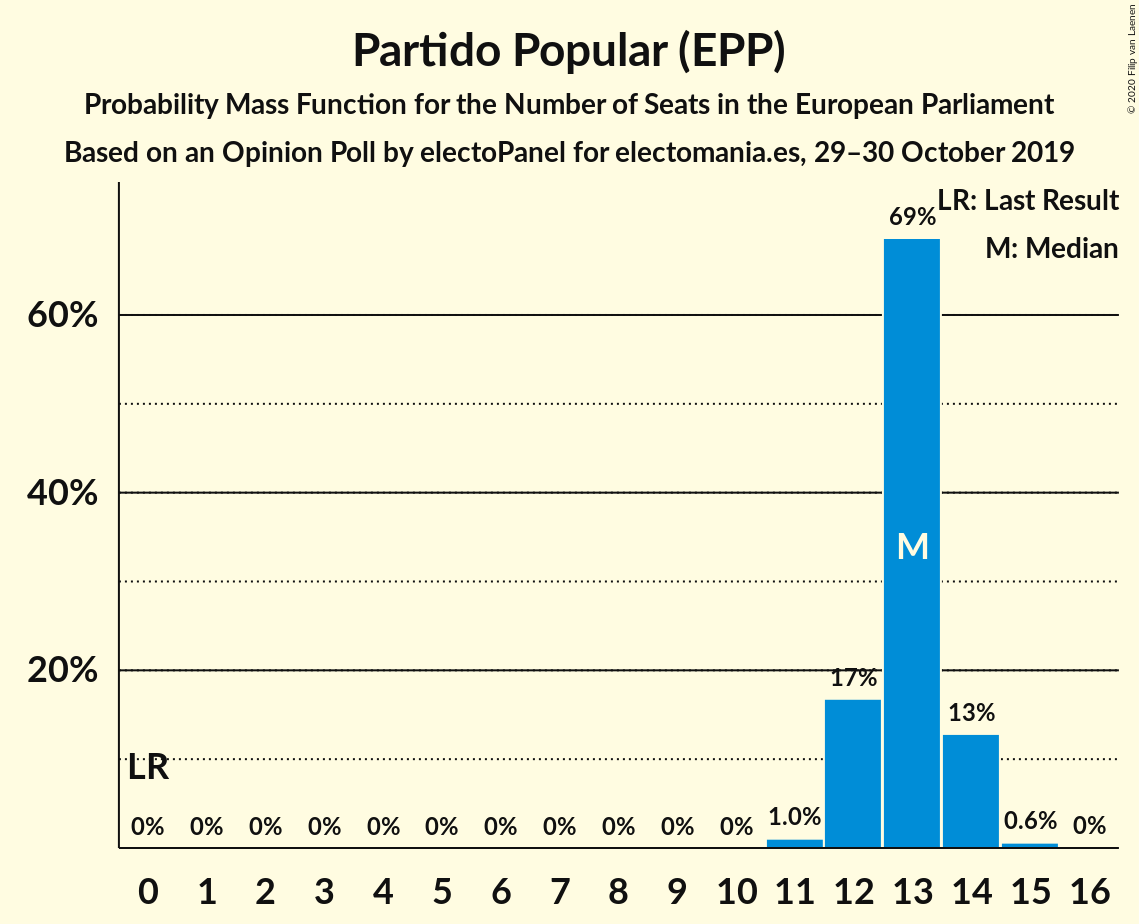 Partido Popular (EPP)
Probability Mass Function for the Number of Seats in the European Parliament
Based on an Opinion Poll by electoPanel for electomania.es, 29–30 October 2019
© 2020 Filip van Laenen
LR: Last Result
M: Median
69%
60%
40%
M
20%
17%
13%
LR
0% 0% 0% 0% 0% 0% 0% 0% 0% 0% 0% 1.0% 0.6% 0%
0 1 2 3 4 5 6 7 8 9 10 11 12 13 14 15 16